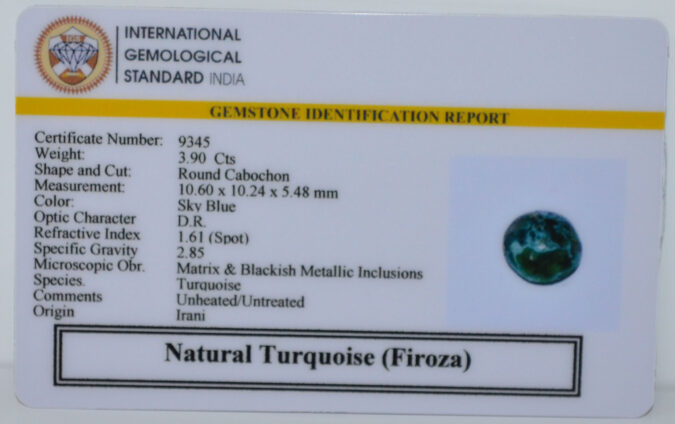 IGS
INTERNATIONAL
GEMOLOGICAL
STANDARD INDIA
GEMSTONE IDENTIFICATION REPORT
Certificate Number: 9345
Weight: 3.90 Cts
Shape and Cut: Round Cabochon
Measurement: 10.60 x 10.24 x 5.48 mm
Color: Sky Blue
Optic Character D.R.
Refractive Index 1.61 (Spot)
Specific Gravity 2.85
Microscopic Obr. Matrix & Blackish Metallic Inclusions
Species. Turquoise
Comments Unheated/Untreated
Origin Irani
Natural Turquoise (Firoza)